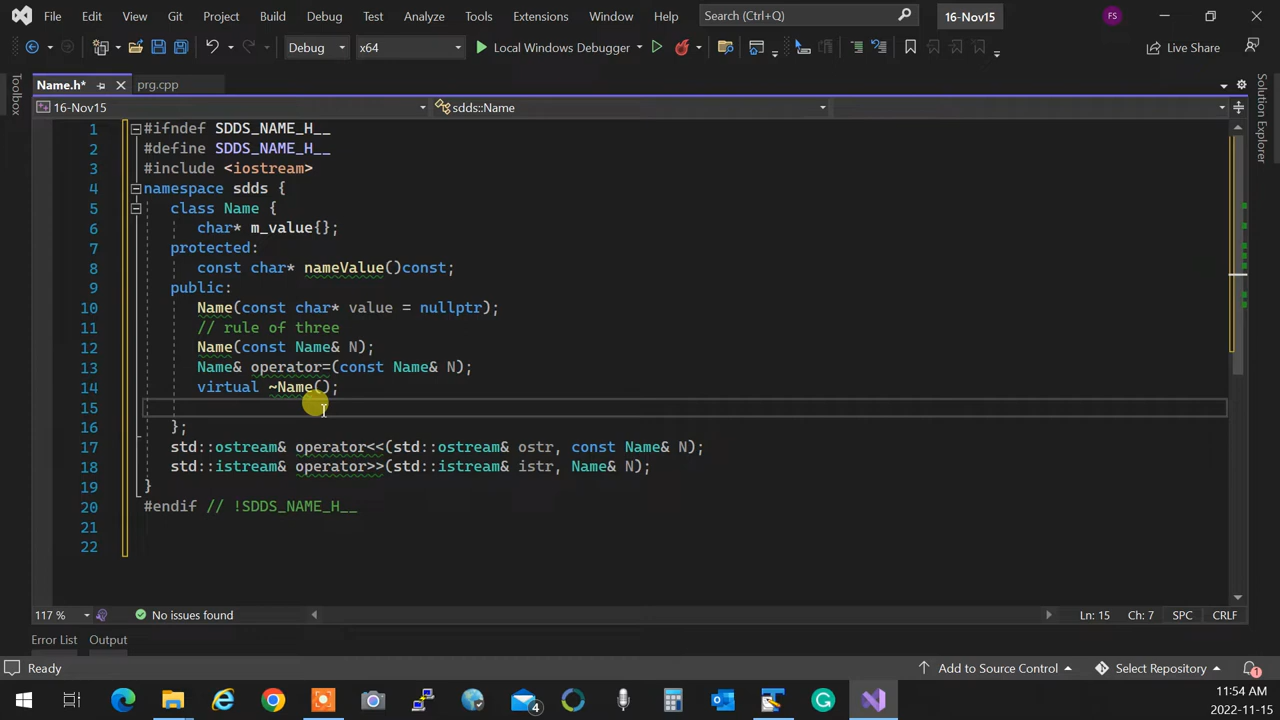 File Edit View Git Project Build Debug Test Analyze Tools Extensions Window Help Search (Ctrl+Q) 16-Nov15 FS
Debug x64 Local Windows Debugger Live Share
Name.h* prg.cpp
16-Nov15 sdds::Name
Toolbox
Solution Explorer
1 #ifndef SDDS_NAME_H__
2 #define SDDS_NAME_H__
3 #include <iostream>
4 namespace sdds {
5 class Name {
6 char* m_value{};
7 protected:
8 const char* nameValue()const;
9 public:
10 Name(const char* value = nullptr);
11 // rule of three
12 Name(const Name& N);
13 Name& operator=(const Name& N);
14 virtual ~Name();
15
16 };
17 std::ostream& operator<<(std::ostream& ostr, const Name& N);
18 std::istream& operator>>(std::istream& istr, Name& N);
19 }
20 #endif // !SDDS_NAME_H__
21
22
117 % No issues found Ln: 15 Ch: 7 SPC CRLF
Error List Output
Ready Add to Source Control Select Repository 1
4 11:54 AM
2022-11-15